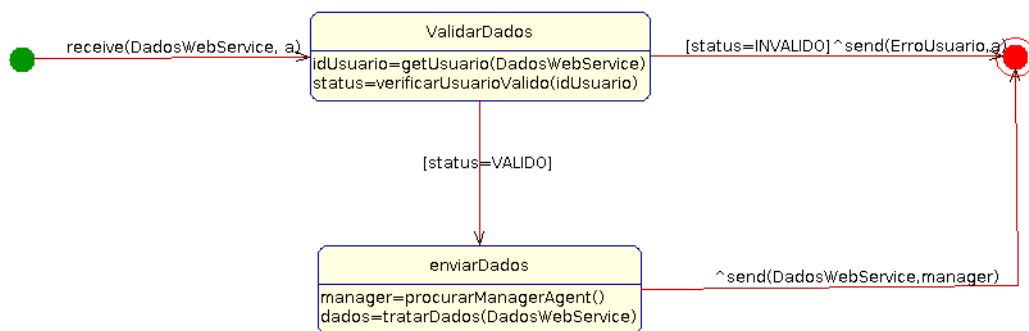 ValidarDados
receive(DadosWebService, a)
[status=INVALIDO]^send(ErroUsuario,a)
idUsuario=getUsuario(DadosWebService)
status=verificarUsuarioValido(idUsuario)
[status=VALIDO]
enviarDados
^send(DadosWebService,manager)
manager=procurarManagerAgent()
dados=tratarDados(DadosWebService)